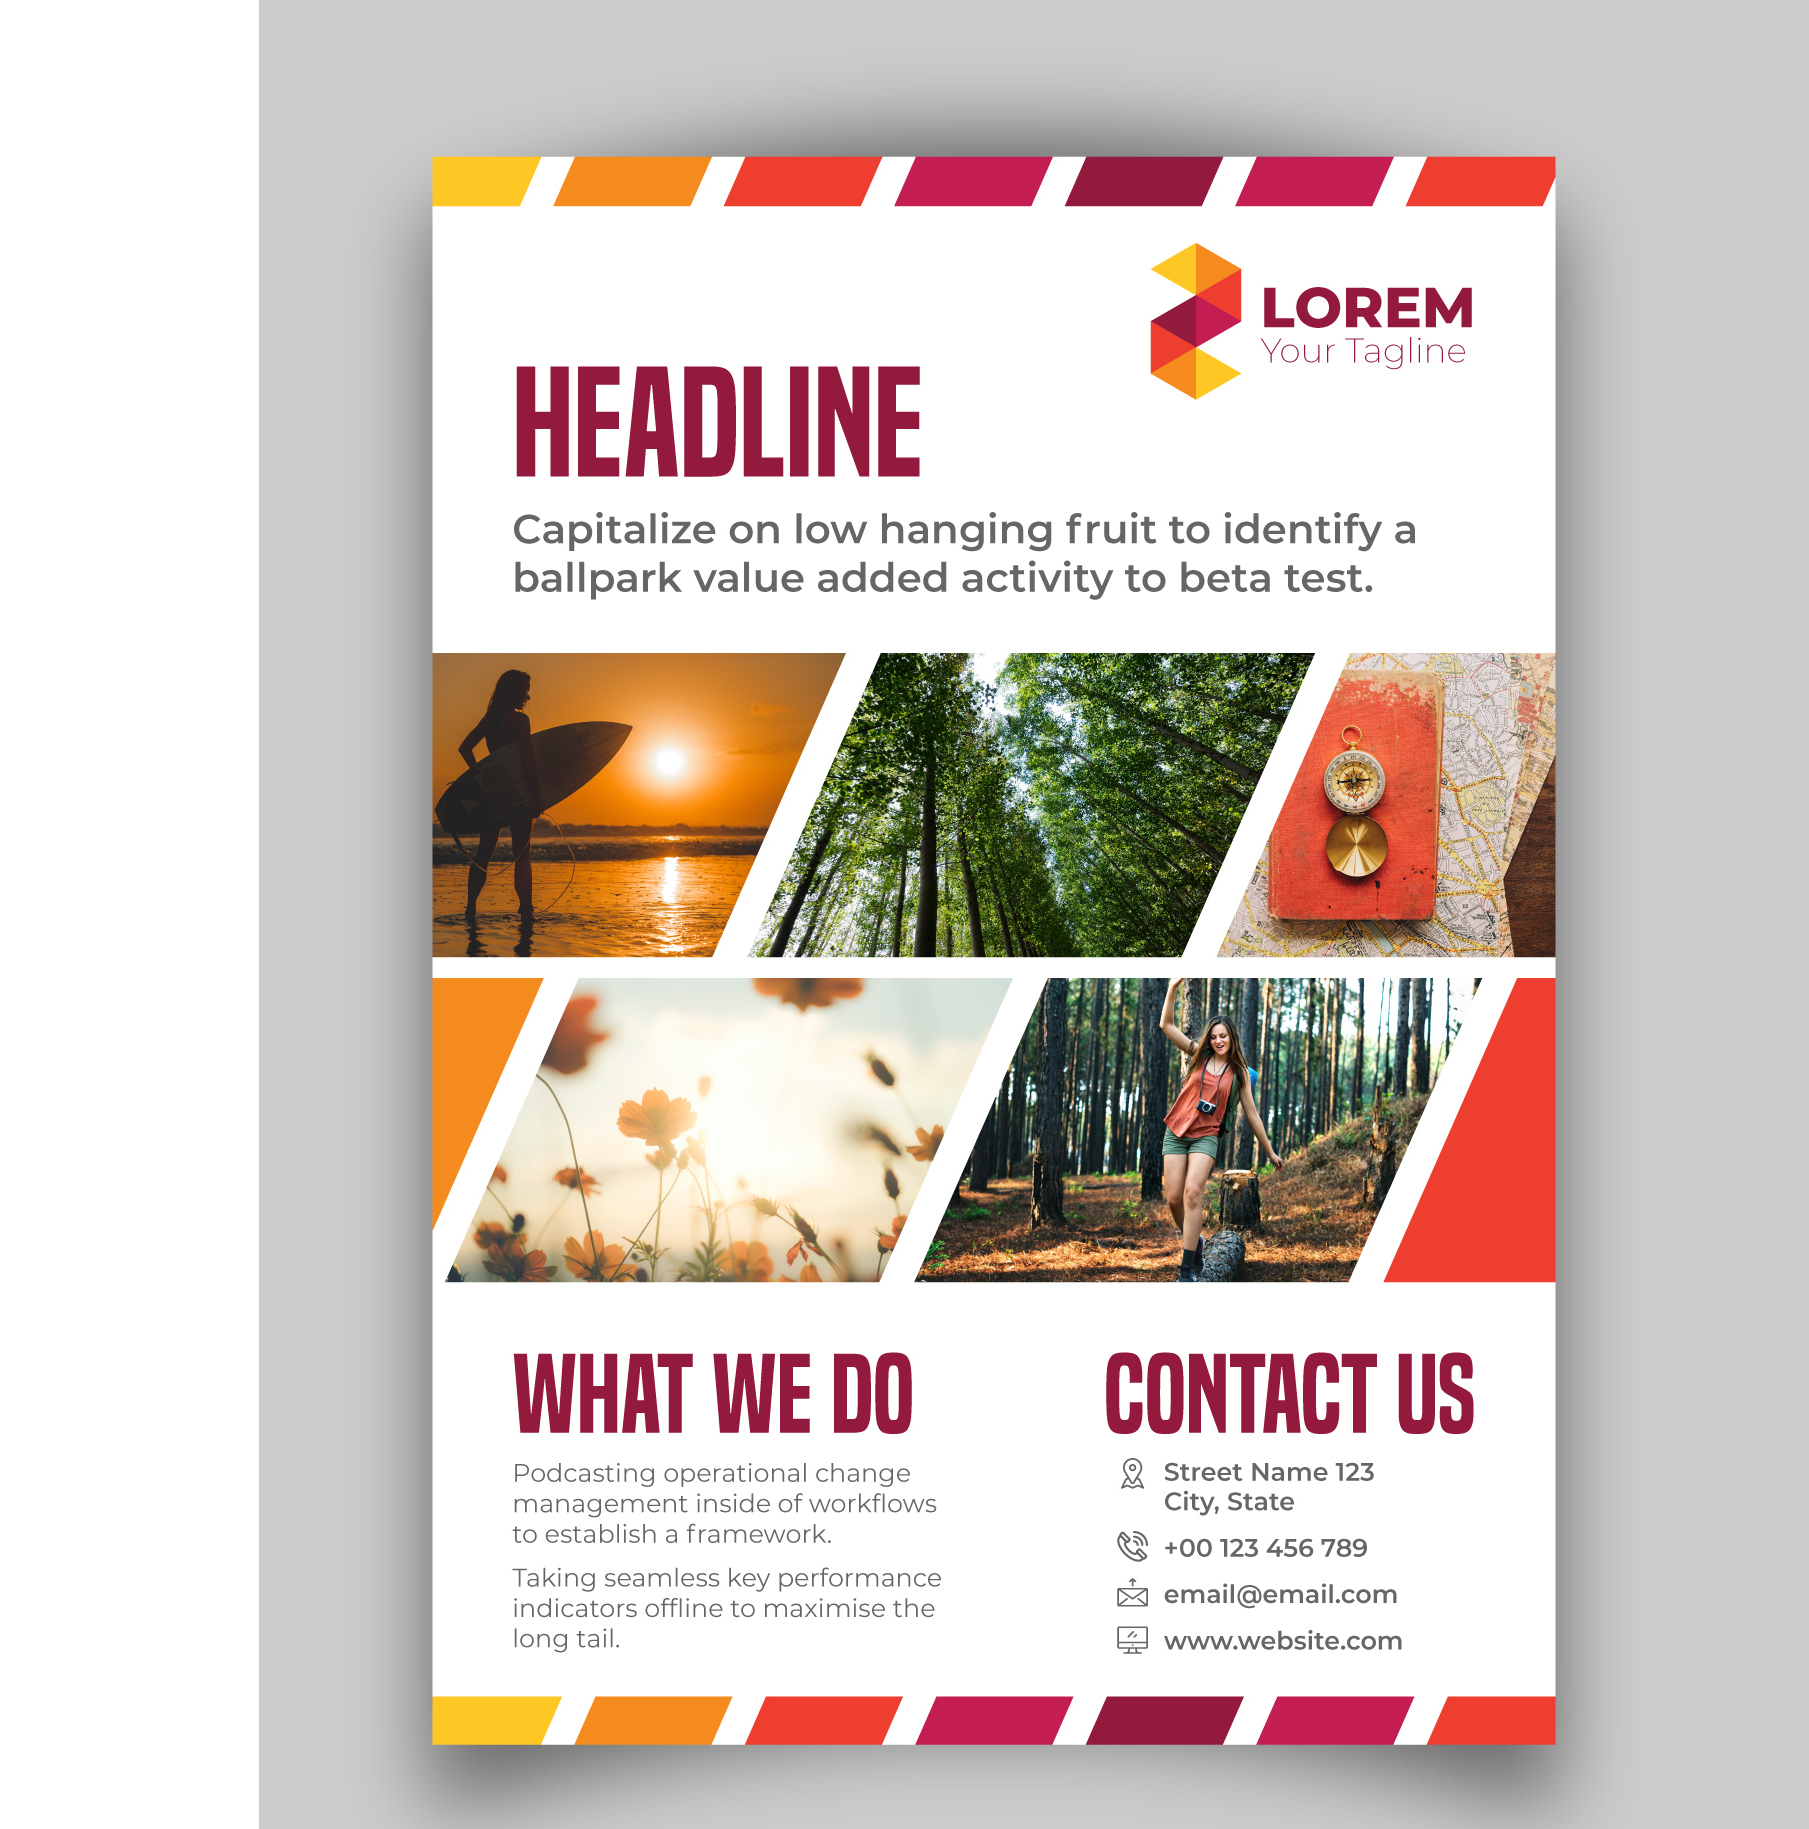 LOREM
Your Tagline
HEADLINE
Capitalize on low hanging fruit to identify a
ballpark value added activity to beta test.
WHAT WE DO
Podcasting operational change
management inside of workflows
to establish a framework.
Taking seamless key performance
indicators offline to maximise the
long tail.
CONTACT US
Street Name 123
City, State
+00 123 456 789
email@email.com
www.website.com